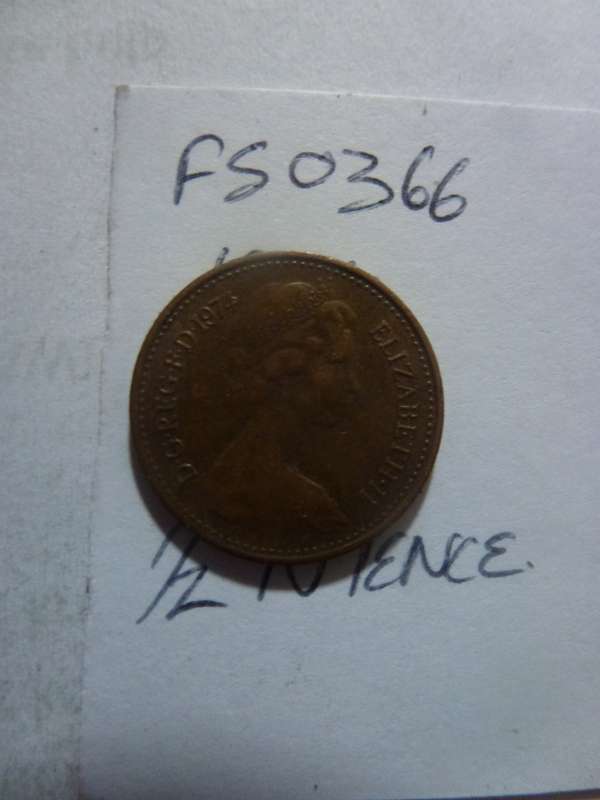 FS0366
D·G·REG·F·D·1974
ELIZABETH·II
1/2 N PENCE.